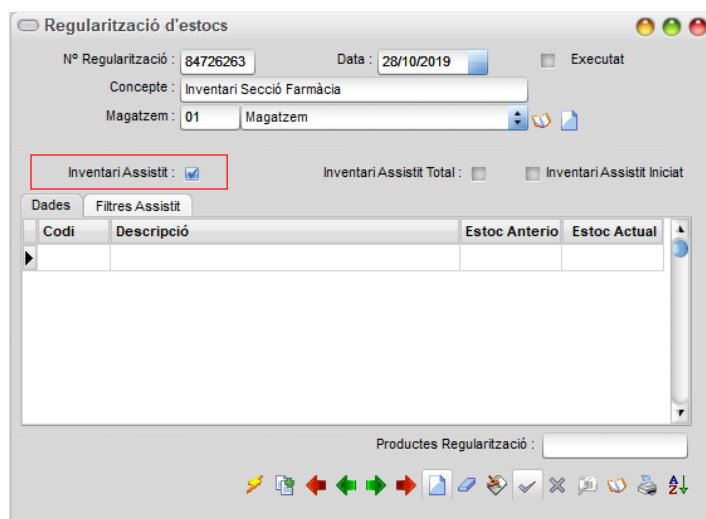 Regularització d'estocs
Nº Regularització : 84726263 Data : 28/10/2019 Executat
Concepte : Inventari Secció Farmàcia
Magatzem : 01 Magatzem
Inventari Assistit : Inventari Assistit Total : Inventari Assistit Iniciat
Dades Filtres Assistit
Codi Descripció Estoc Anterio Estoc Actual
Productes Regularització :